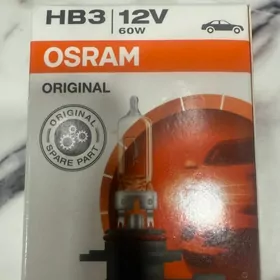 HB3 12V
60W
OSRAM
ORIGINAL
ORIGINAL
SPARE PART